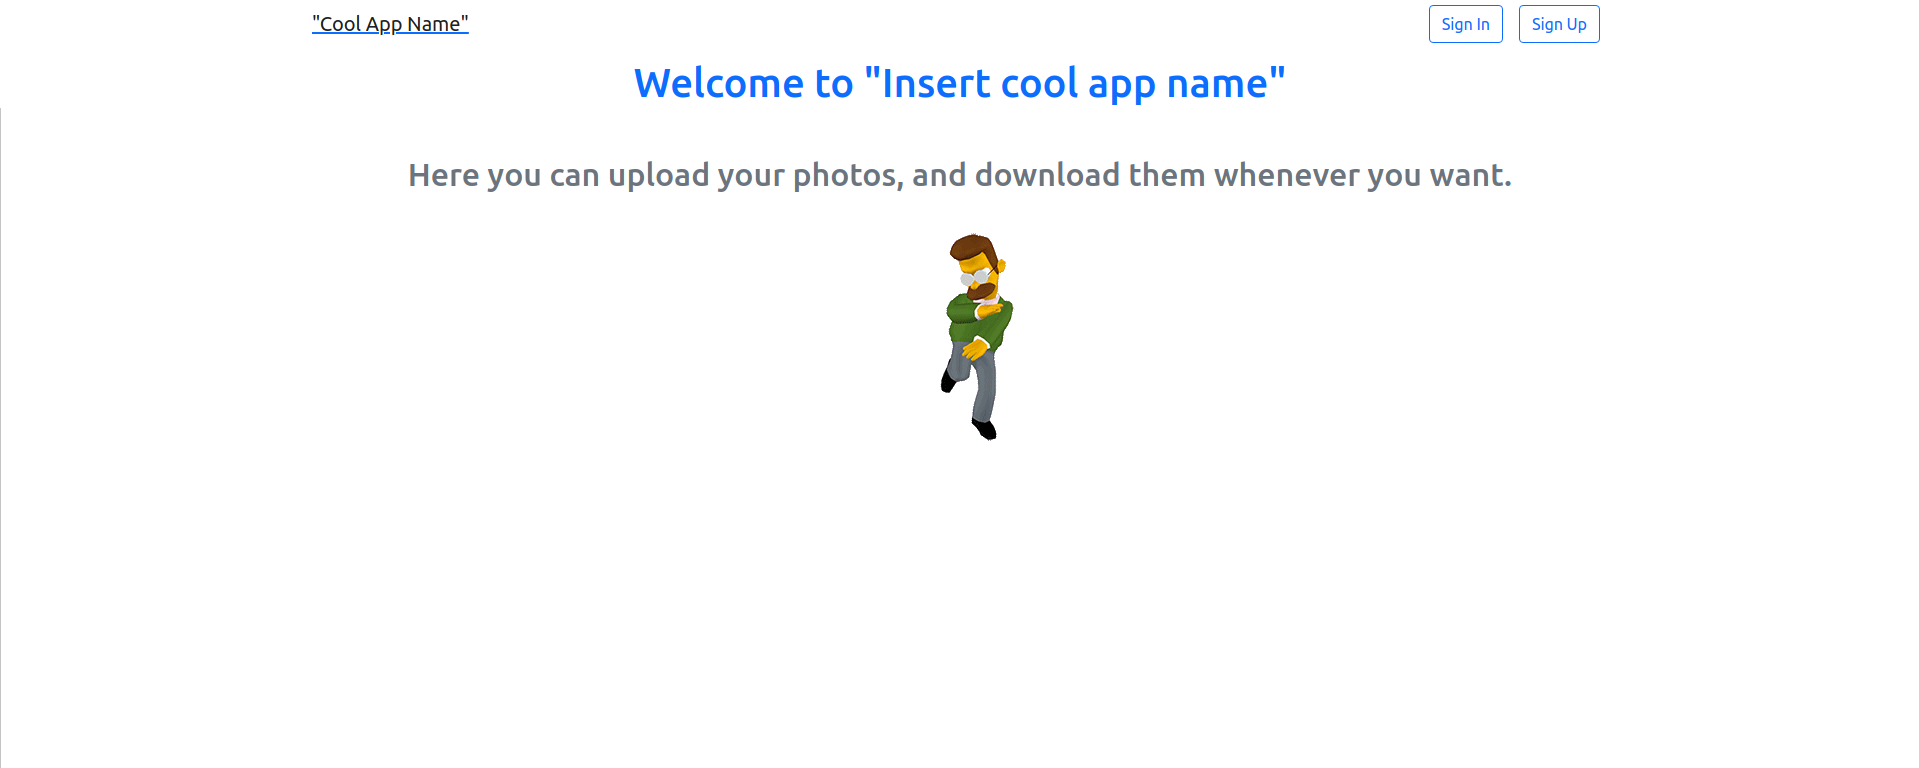 "Cool App Name"
Sign In
Sign Up
Welcome to "Insert cool app name"
Here you can upload your photos, and download them whenever you want.